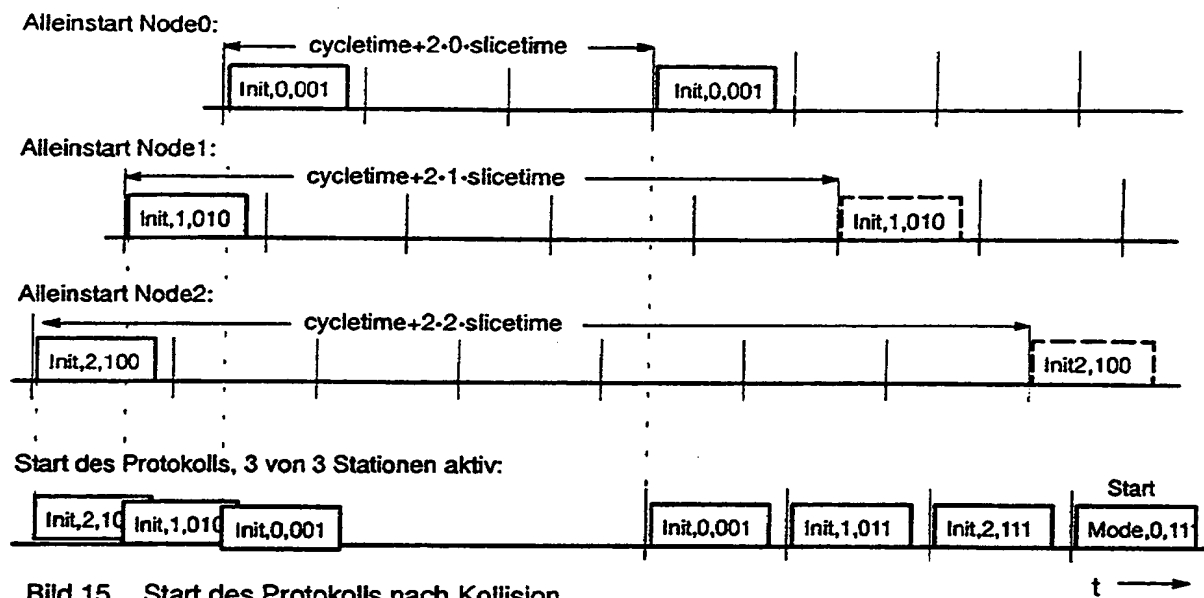 Alleinstart Node0:
cycletime+2·0·slicetime
Init,0,001
Init,0,001
Alleinstart Node1:
cycletime+2·1·slicetime
Init,1,010
Init,1,010
Alleinstart Node2:
cycletime+2·2·slicetime
Init,2,100
Init2,100
Start des Protokolls, 3 von 3 Stationen aktiv:
Start
Init,2,10
Init,1,010
Init,0,001
Init,0,001
Init,1,011
Init,2,111
Mode,0,111
t
Bild 15 Start des Protokolls nach Kollision